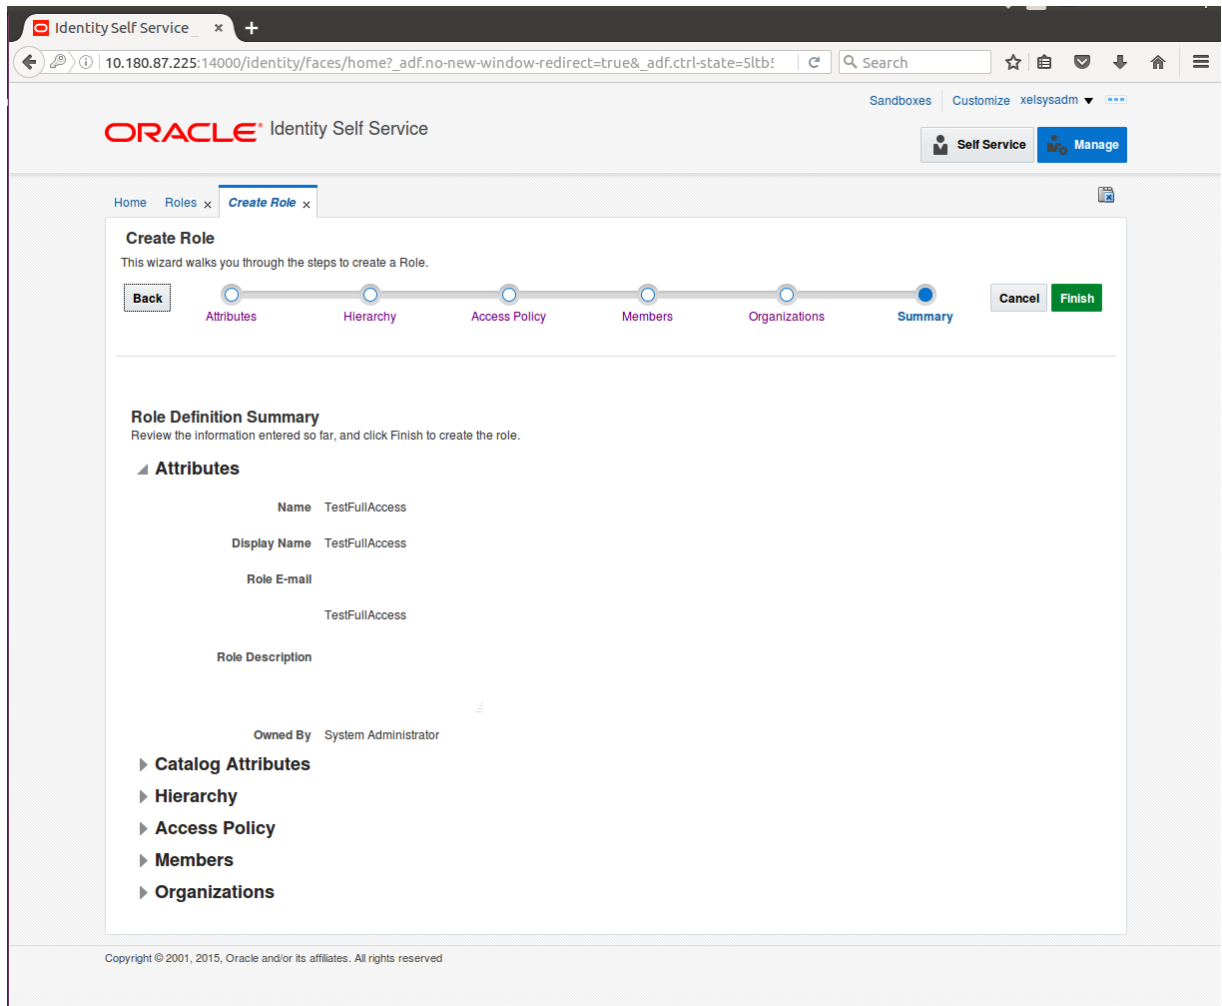 Identity Self Service
10.180.87.225:14000/identity/faces/home?_adf.no-new-window-redirect=true&_adf.ctrl-state=5ltb
Search
Sandboxes Customize xelsysadm
ORACLE® Identity Self Service
Self Service Manage
Home Roles x Create Role x
Create Role
This wizard walks you through the steps to create a Role.
Back Cancel Finish
Attributes Hierarchy Access Policy Members Organizations Summary
Role Definition Summary
Review the information entered so far, and click Finish to create the role.
Attributes
Name TestFullAccess
Display Name TestFullAccess
Role E-mail
TestFullAccess
Role Description
Owned By System Administrator
Catalog Attributes
Hierarchy
Access Policy
Members
Organizations
Copyright © 2001, 2015, Oracle and/or its affiliates. All rights reserved